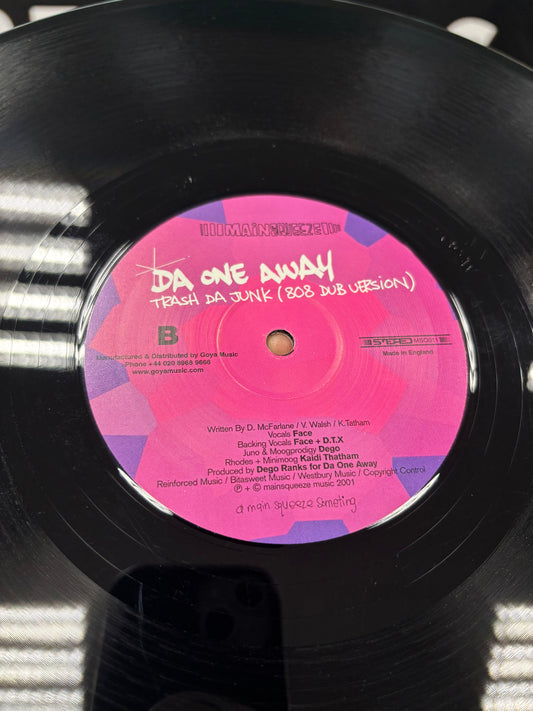 MAINSQUEEZE
DA ONE AWAY
TRASH DA JUNK (808 DUB VERSION)
B
STEREO
Made in England
Manufactured & Distributed by Goya Music
Phone +44 020 8968 9666
www.goyamusic.com
Written By D. McFarlane / V. Walsh / K.Tatham
Vocals Face
Backing Vocals Face + D.T.X
Juno & Moogprodigy Dego
Rhodes + Minimoog Kaidi Thatham
Produced by Dego Ranks for Da One Away
Reinforced Music / Bitasweet Music / Westbury Music / Copyright Control
℗ + © mainsqueeze music 2001
a main squeeze someting